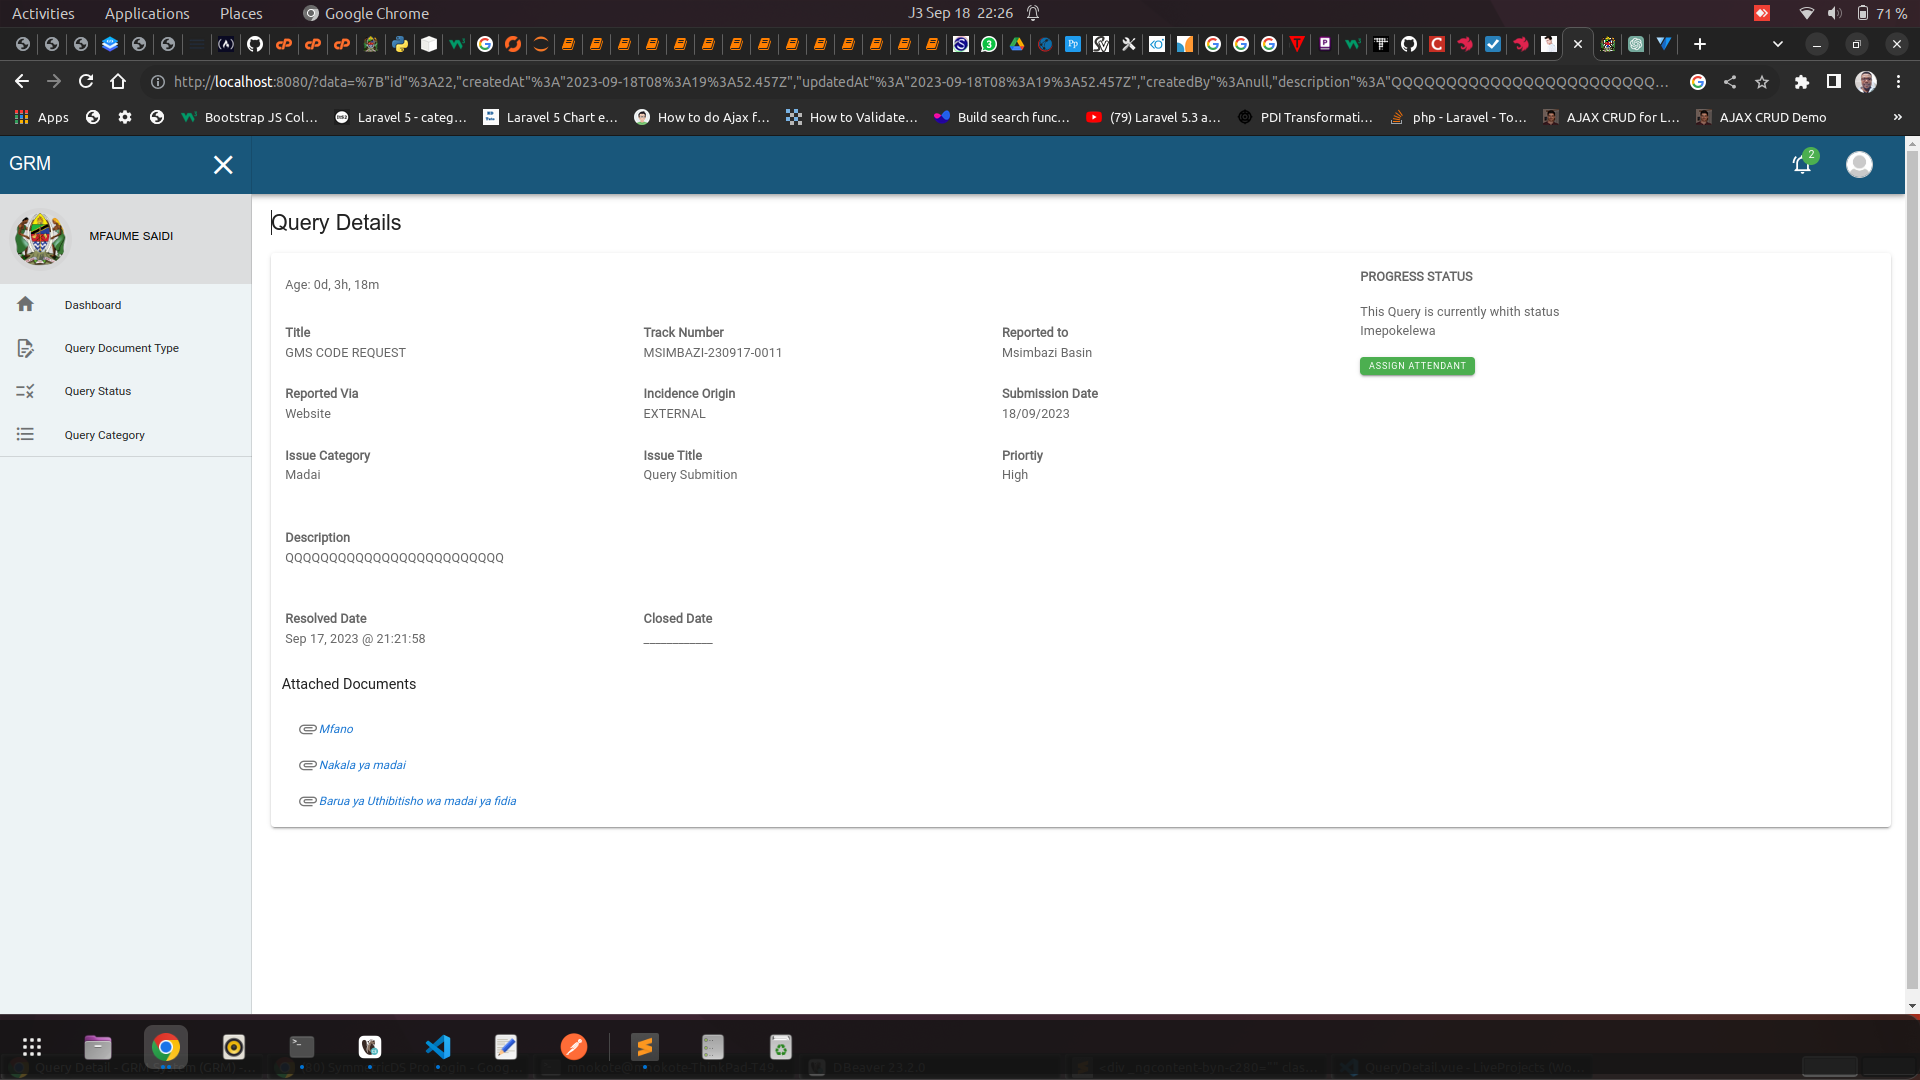 Activities Applications Places Google Chrome J3 Sep 18 22:26 71 %
http://localhost:8080/?data=%7B"id"%3A22,"createdAt"%3A"2023-09-18T08%3A19%3A52.457Z","updatedAt"%3A"2023-09-18T08%3A19%3A52.457Z","createdBy"%3Anull,"description"%3A"QQQQQQQQQQQQQQQQQQQQQQQQ...
Apps Bootstrap JS Col... Laravel 5 - categ... Laravel 5 Chart e... How to do Ajax f... How to Validate... Build search func... (79) Laravel 5.3 a... PDI Transformati... php - Laravel - To... AJAX CRUD for L... AJAX CRUD Demo »
GRM
2
MFAUME SAIDI
Dashboard
Query Document Type
Query Status
Query Category
Query Details
Age: 0d, 3h, 18m
Title
GMS CODE REQUEST
Track Number
MSIMBAZI-230917-0011
Reported to
Msimbazi Basin
Reported Via
Website
Incidence Origin
EXTERNAL
Submission Date
18/09/2023
Issue Category
Madai
Issue Title
Query Submition
Priortiy
High
Description
QQQQQQQQQQQQQQQQQQQQQQQQQ
Resolved Date
Sep 17, 2023 @ 21:21:58
Closed Date
___________
Attached Documents
Mfano
Nakala ya madai
Barua ya Uthibitisho wa madai ya fidia
PROGRESS STATUS
This Query is currently whith status
Imepokelewa
ASSIGN ATTENDANT